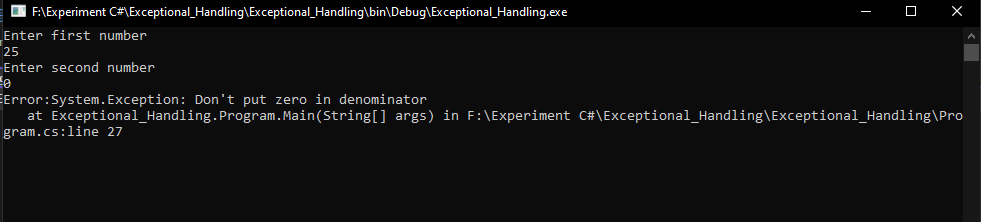 F:\Experiment C#\Exceptional_Handling\Exceptional_Handling\bin\Debug\Exceptional_Handling.exe
Enter first number
25
Enter second number
0
Error:System.Exception: Don't put zero in denominator
   at Exceptional_Handling.Program.Main(String[] args) in F:\Experiment C#\Exceptional_Handling\Exceptional_Handling\Pro
gram.cs:line 27